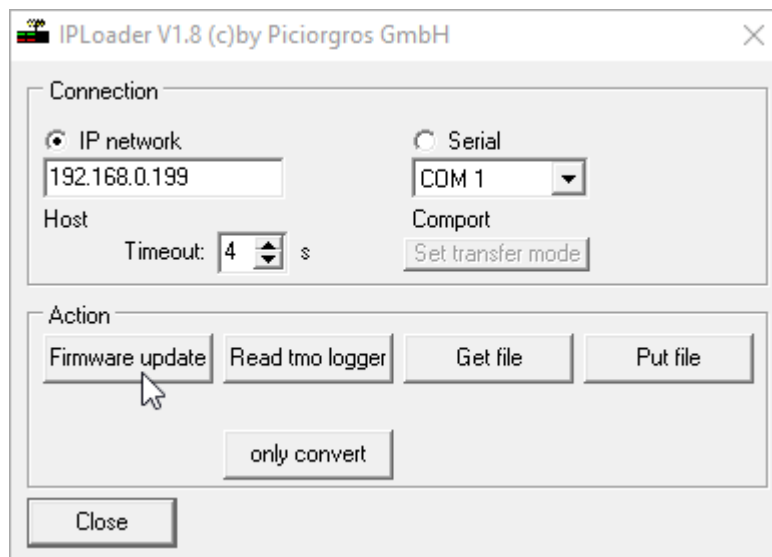 IPLoader V1.8 (c)by Piciorgros GmbH
Connection
IP network
Serial
192.168.0.199
COM 1
Host
Comport
Timeout: 4 s
Set transfer mode
Action
Firmware update
Read tmo logger
Get file
Put file
only convert
Close